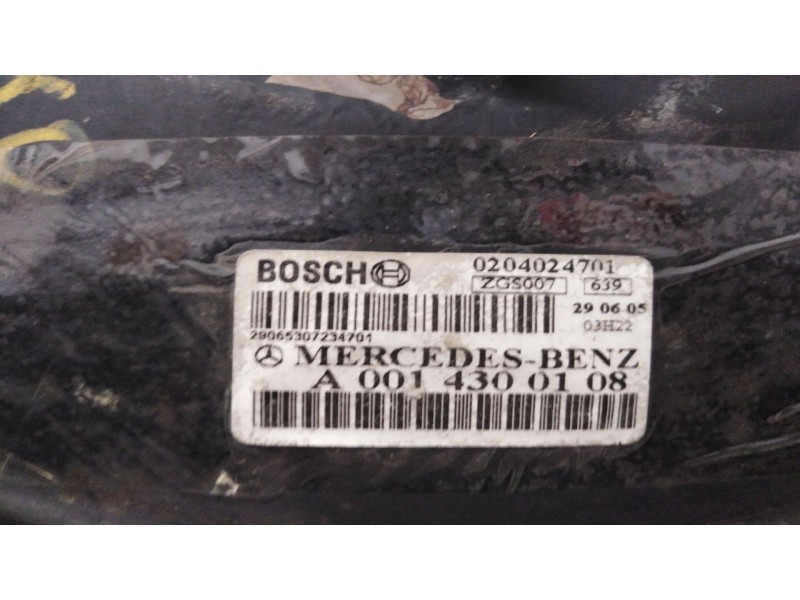 BOSCH 0204024701
ZGS007 639
29 06 05
03H22
29065307234701
MERCEDES-BENZ
A 001 430 01 08